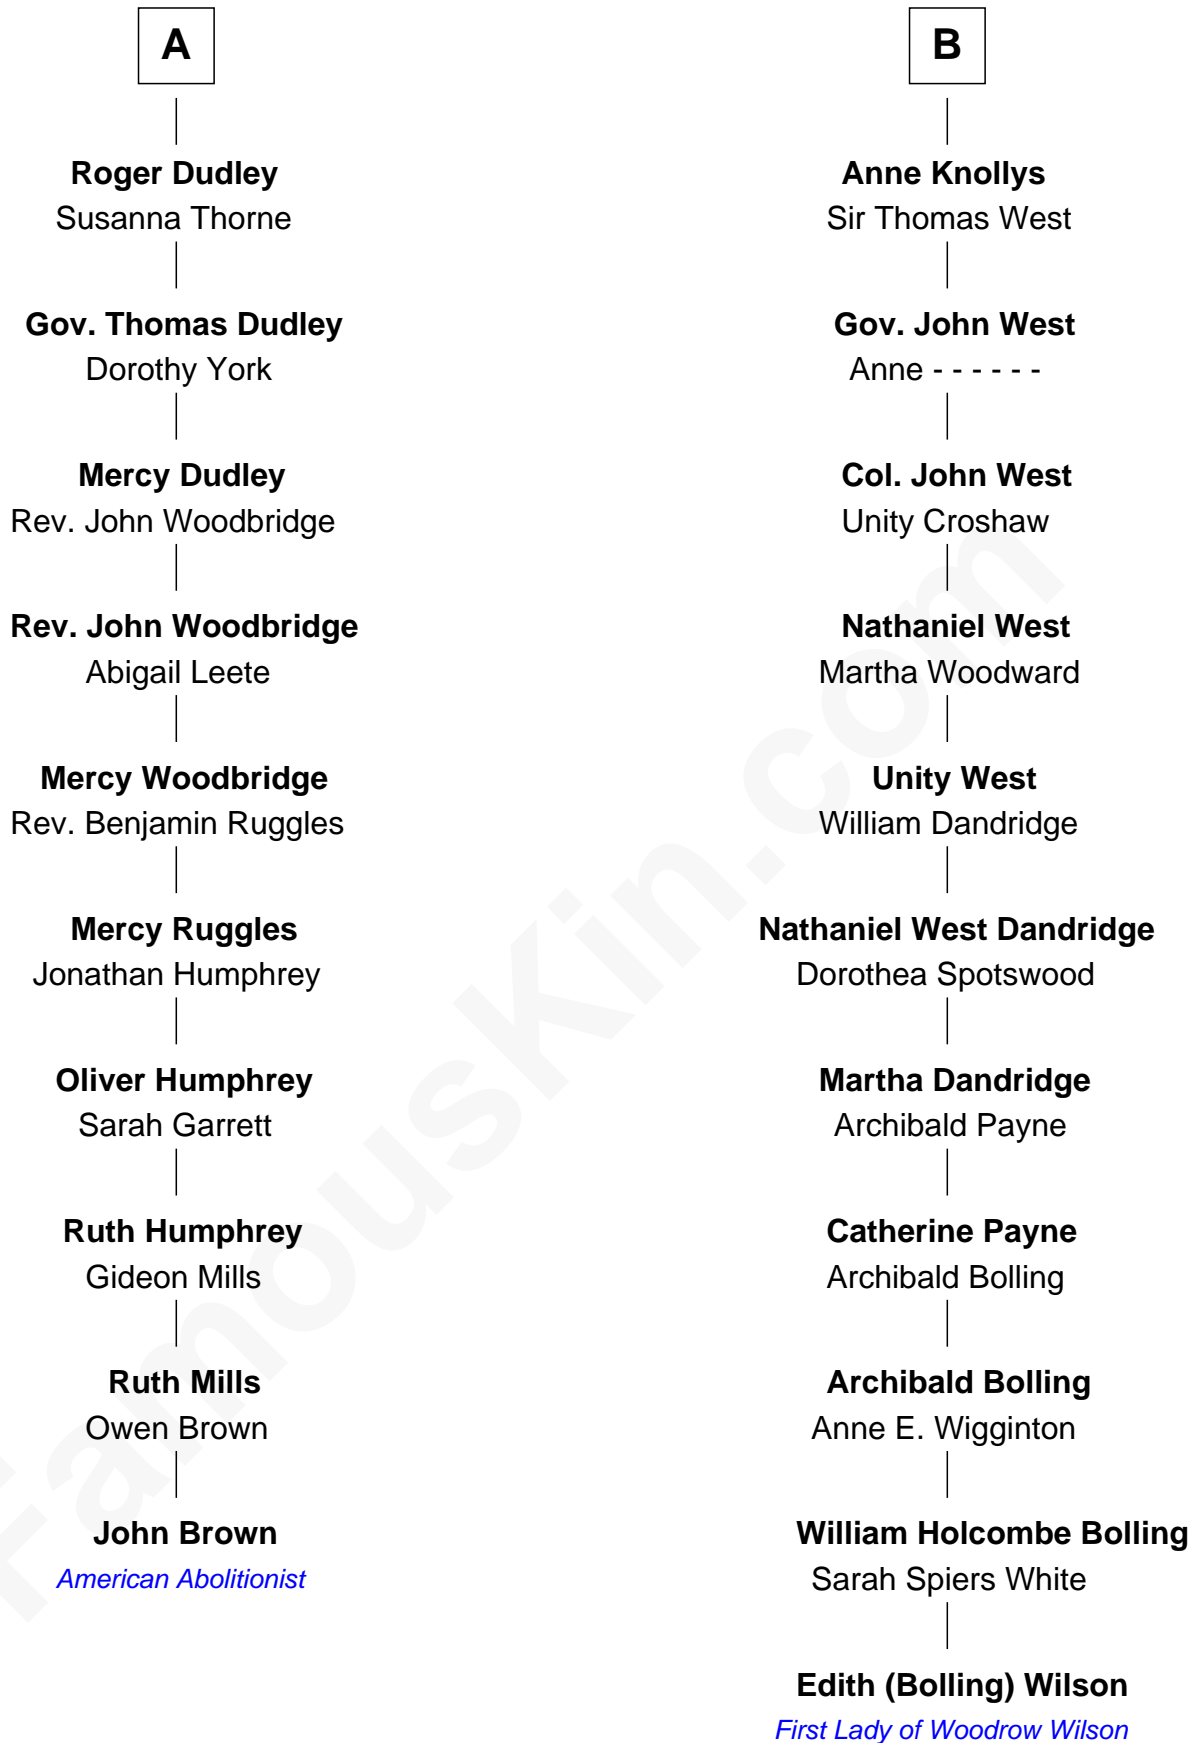 A
Roger Dudley
Susanna Thorne
Gov. Thomas Dudley
Dorothy York
Mercy Dudley
Rev. John Woodbridge
Rev. John Woodbridge
Abigail Leete
Mercy Woodbridge
Rev. Benjamin Ruggles
Mercy Ruggles
Jonathan Humphrey
Oliver Humphrey
Sarah Garrett
Ruth Humphrey
Gideon Mills
Ruth Mills
Owen Brown
John Brown
American Abolitionist
B
Anne Knollys
Sir Thomas West
Gov. John West
Anne - - - - - -
Col. John West
Unity Croshaw
Nathaniel West
Martha Woodward
Unity West
William Dandridge
Nathaniel West Dandridge
Dorothea Spotswood
Martha Dandridge
Archibald Payne
Catherine Payne
Archibald Bolling
Archibald Bolling
Anne E. Wigginton
William Holcombe Bolling
Sarah Spiers White
Edith (Bolling) Wilson
First Lady of Woodrow Wilson
FamousKin.com